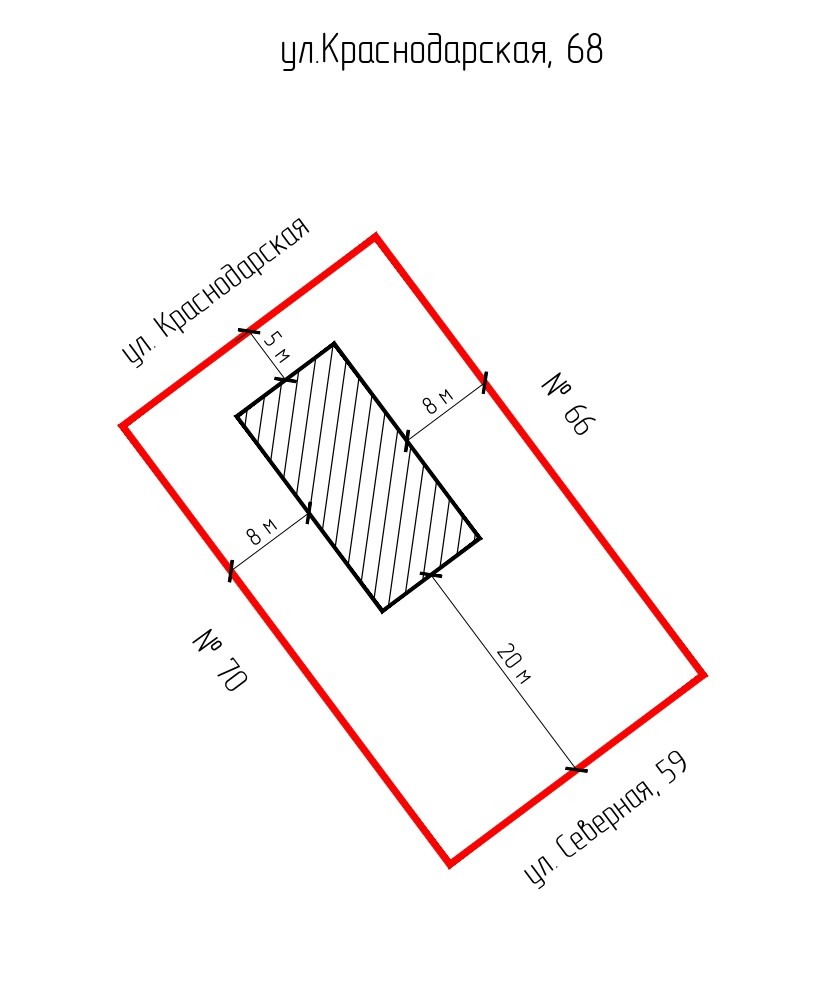 ул.Краснодарская, 68
ул. Краснодарская
5 м
8 м
№ 66
8 м
№ 70
20 м
ул. Северная, 59